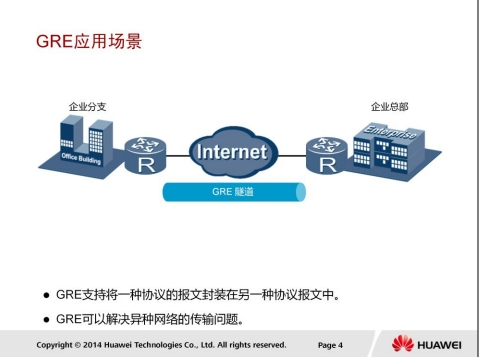 GRE应用场景
企业分支
企业总部
Office Building
R
Internet
R
Enterprise
GRE 隧道
● GRE支持将一种协议的报文封装在另一种协议报文中。
● GRE可以解决异种网络的传输问题。
Copyright © 2014 Huawei Technologies Co., Ltd. All rights reserved.
Page 4
HUAWEI